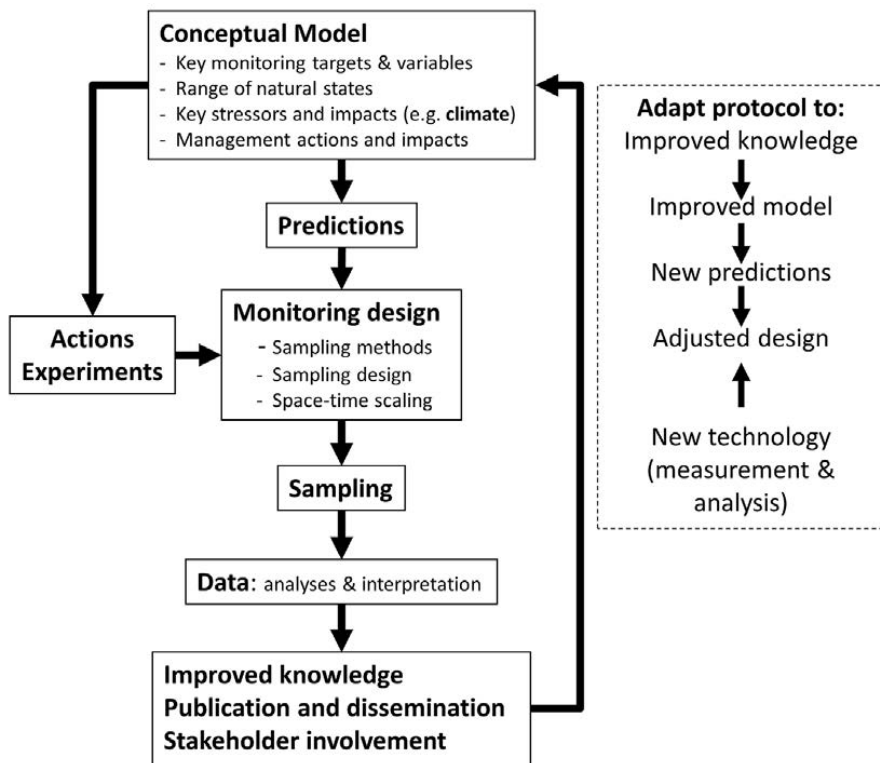 Conceptual Model
- Key monitoring targets & variables
- Range of natural states
- Key stressors and impacts (e.g. climate)
- Management actions and impacts
Predictions
Monitoring design
- Sampling methods
- Sampling design
- Space-time scaling
Actions
Experiments
Sampling
Data: analyses & interpretation
Improved knowledge
Publication and dissemination
Stakeholder involvement
Adapt protocol to:
Improved knowledge
Improved model
New predictions
Adjusted design
New technology
(measurement &
analysis)